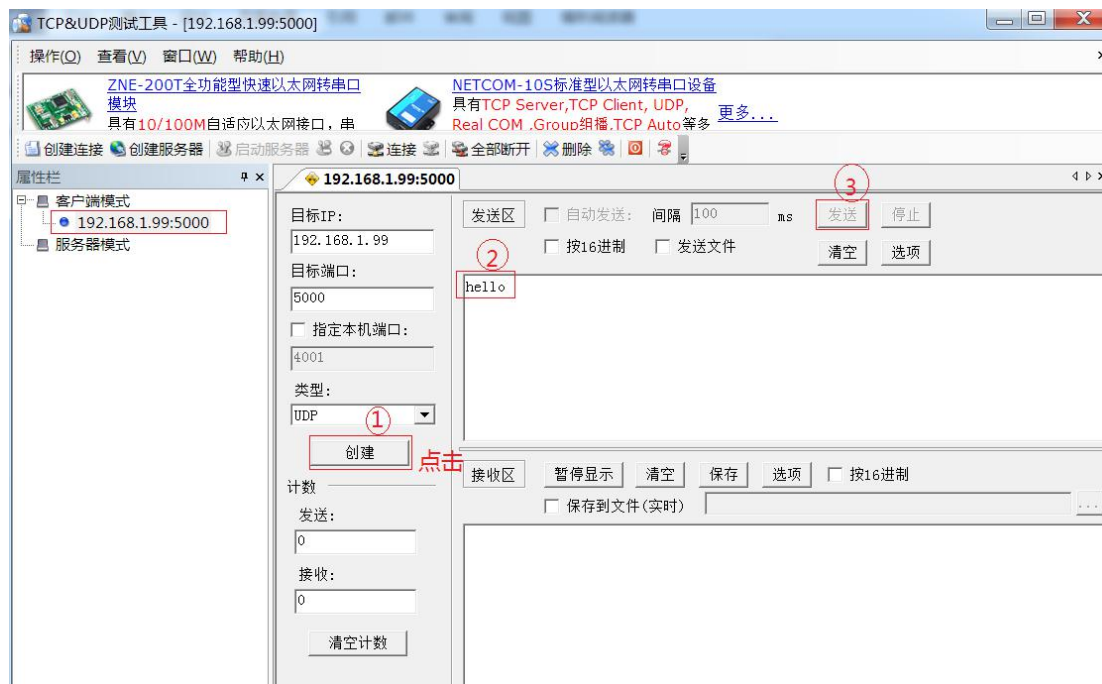 TCP&UDP测试工具 - [192.168.1.99:5000]
操作(O) 查看(V) 窗口(W) 帮助(H)
ZNE-200T全功能型快速以太网转串口
模块
具有10/100M自适应以太网接口，串
NETCOM-10S标准型以太网转串口设备
具有TCP Server,TCP Client, UDP,
Real COM ,Group组播,TCP Auto等多
更多...
创建连接 创建服务器 启动服务器 连接 全部断开 删除
属性栏
客户端模式
192.168.1.99:5000
服务器模式
192.168.1.99:5000
目标IP:
192.168.1.99
目标端口:
5000
指定本机端口:
4001
类型:
UDP
①
创建
点击
计数
发送:
0
接收:
0
清空计数
发送区 自动发送: 间隔 100 ms 发送 停止
③
按16进制 发送文件 清空 选项
②
hello
接收区 暂停显示 清空 保存 选项 按16进制
保存到文件(实时) ...